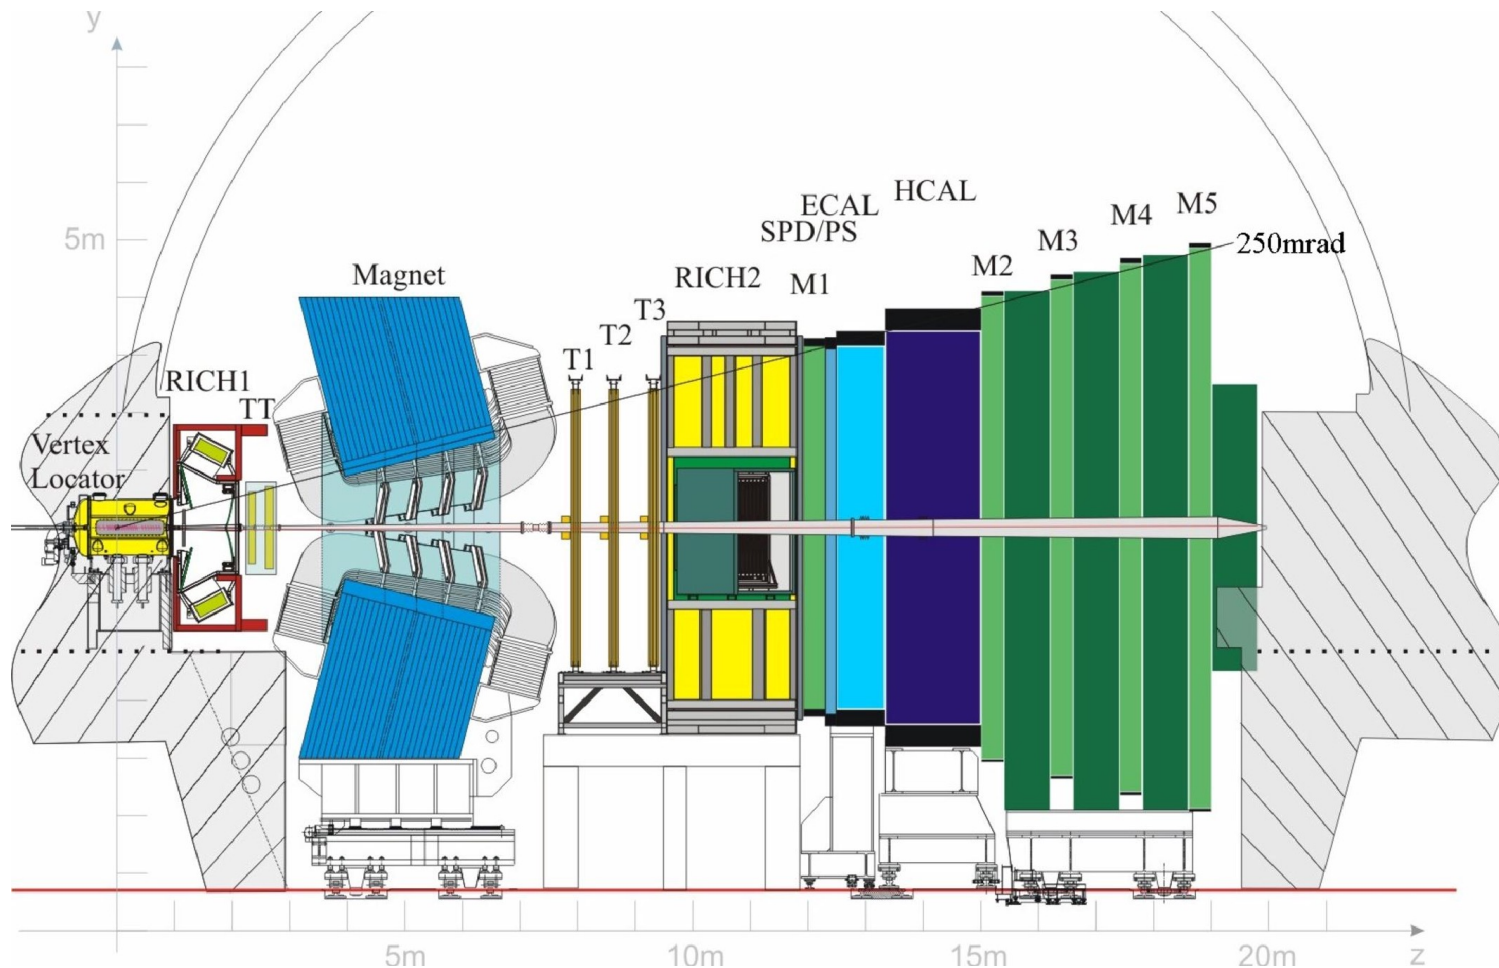 y
5m
Vertex
Locator
RICH1
TT
Magnet
T1
T2
T3
RICH2
M1
SPD/PS
ECAL
HCAL
M2
M3
M4
M5
250mrad
5m
10m
15m
20m
z